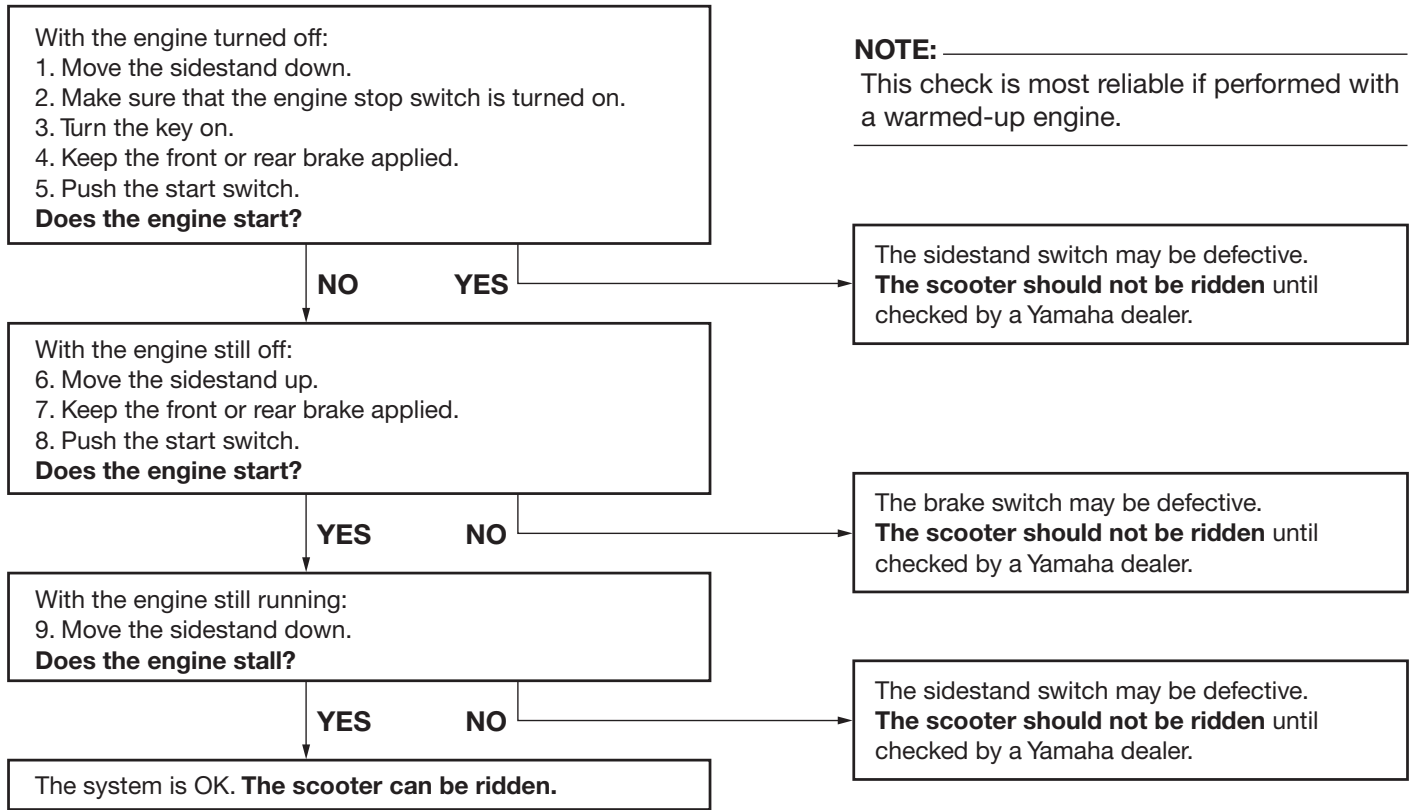 With the engine turned off:
1. Move the sidestand down.
2. Make sure that the engine stop switch is turned on.
3. Turn the key on.
4. Keep the front or rear brake applied.
5. Push the start switch.
Does the engine start?
NOTE:
This check is most reliable if performed with
a warmed-up engine.
NO YES
The sidestand switch may be defective.
The scooter should not be ridden until
checked by a Yamaha dealer.
With the engine still off:
6. Move the sidestand up.
7. Keep the front or rear brake applied.
8. Push the start switch.
Does the engine start?
YES NO
The brake switch may be defective.
The scooter should not be ridden until
checked by a Yamaha dealer.
With the engine still running:
9. Move the sidestand down.
Does the engine stall?
YES NO
The sidestand switch may be defective.
The scooter should not be ridden until
checked by a Yamaha dealer.
The system is OK. The scooter can be ridden.